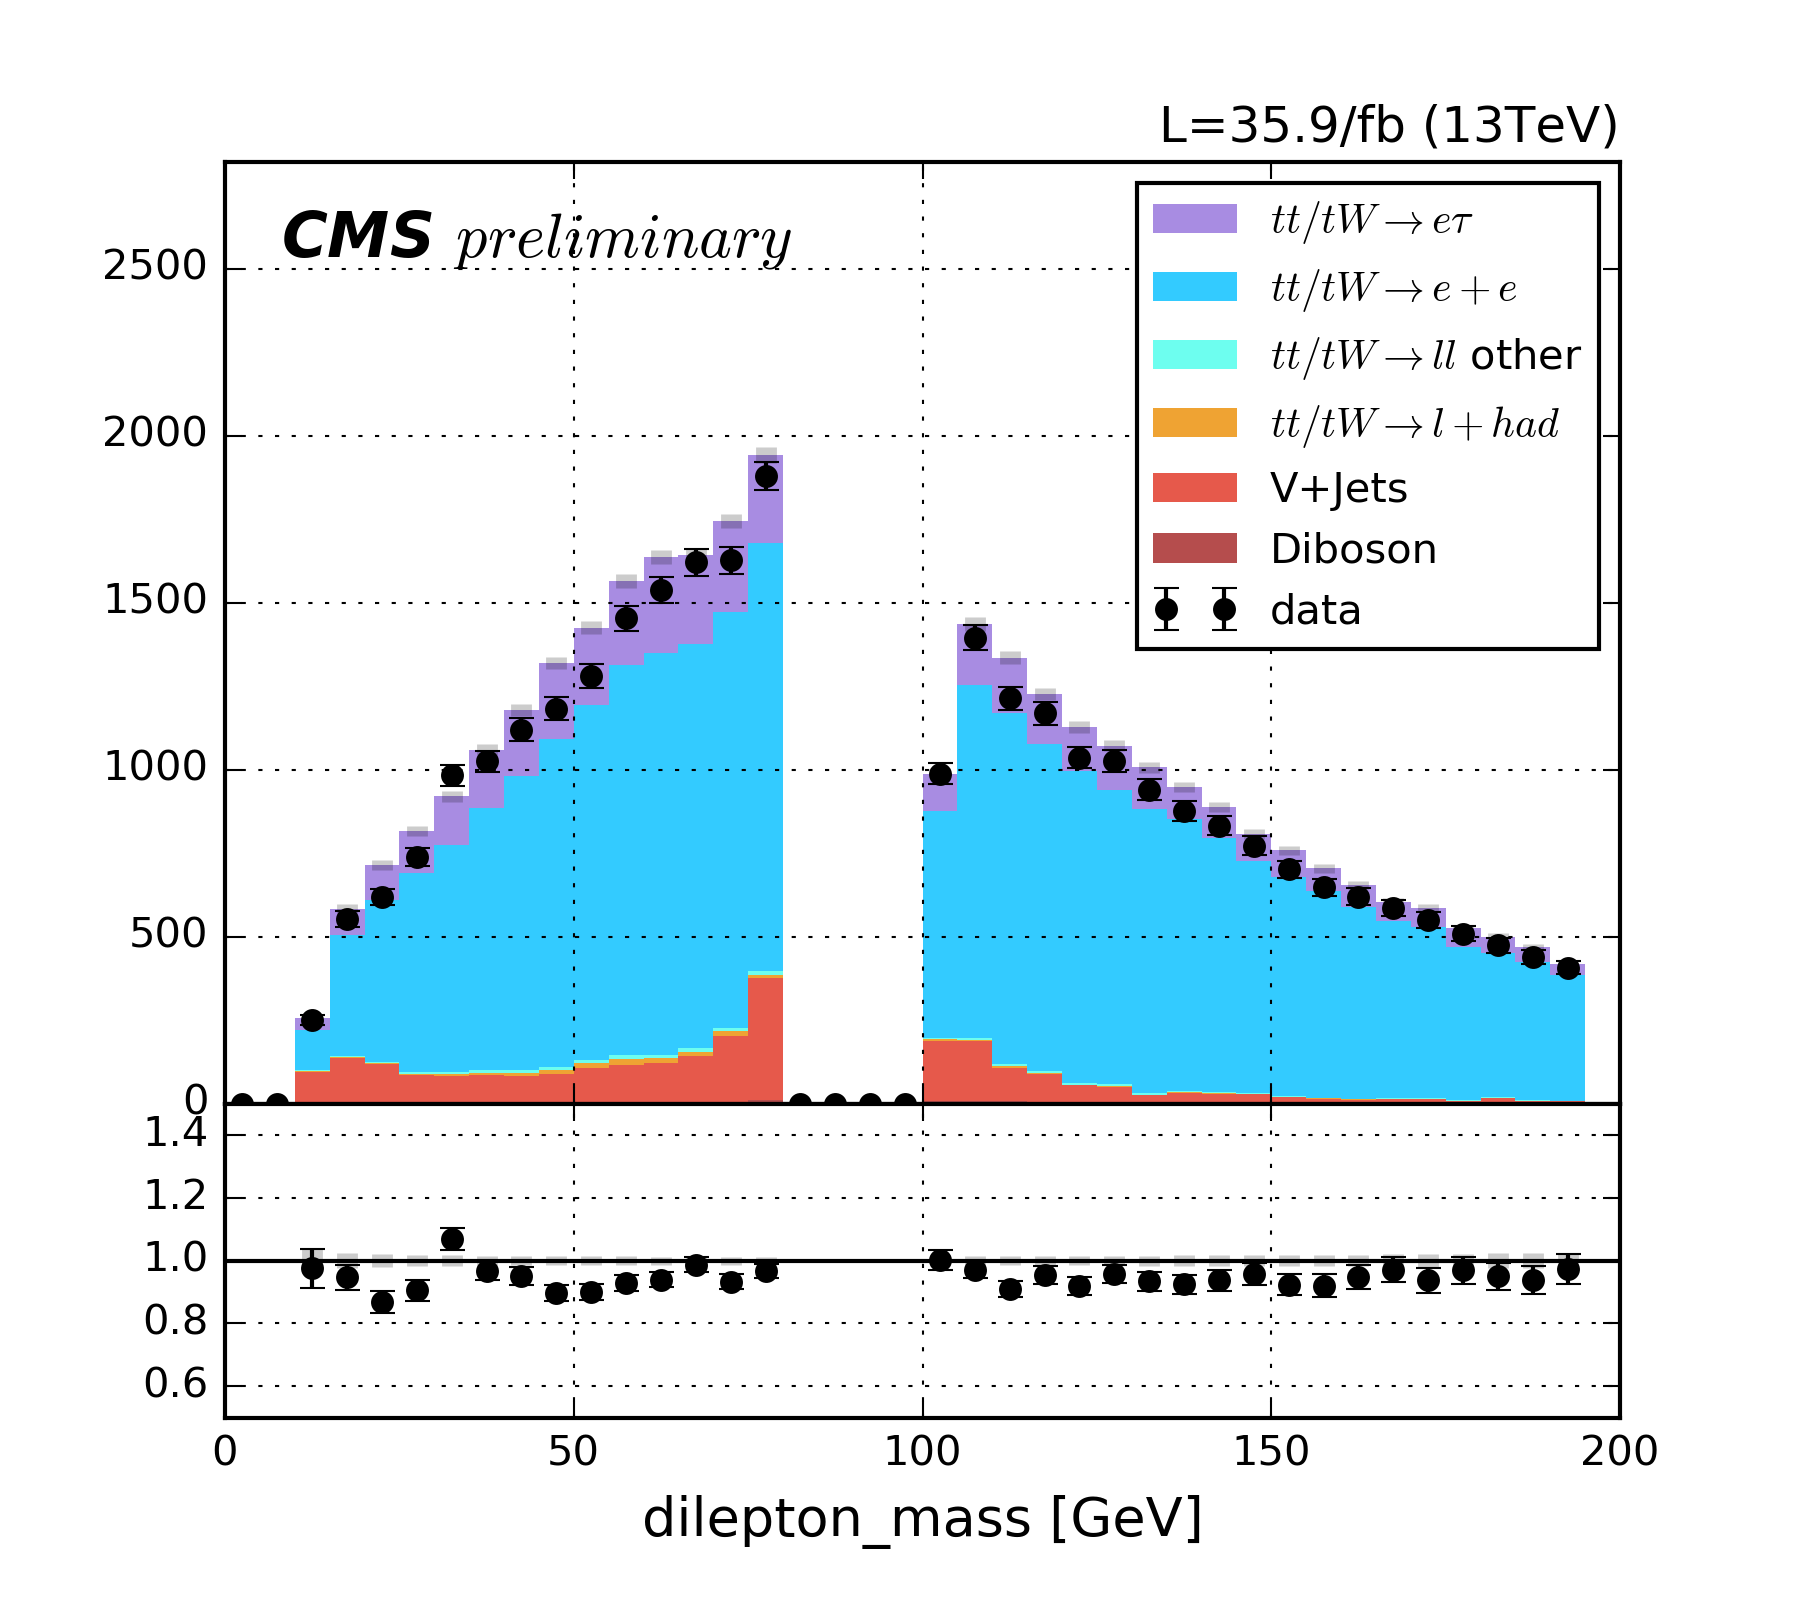 L=35.9/fb (13TeV)
CMS preliminary
tt/tW→eτ
tt/tW→e+e
tt/tW→ll other
tt/tW→l+had
V+Jets
Diboson
data
2500
2000
1500
1000
500
0
1.4
1.2
1.0
0.8
0.6
0 50 100 150 200
dilepton_mass [GeV]